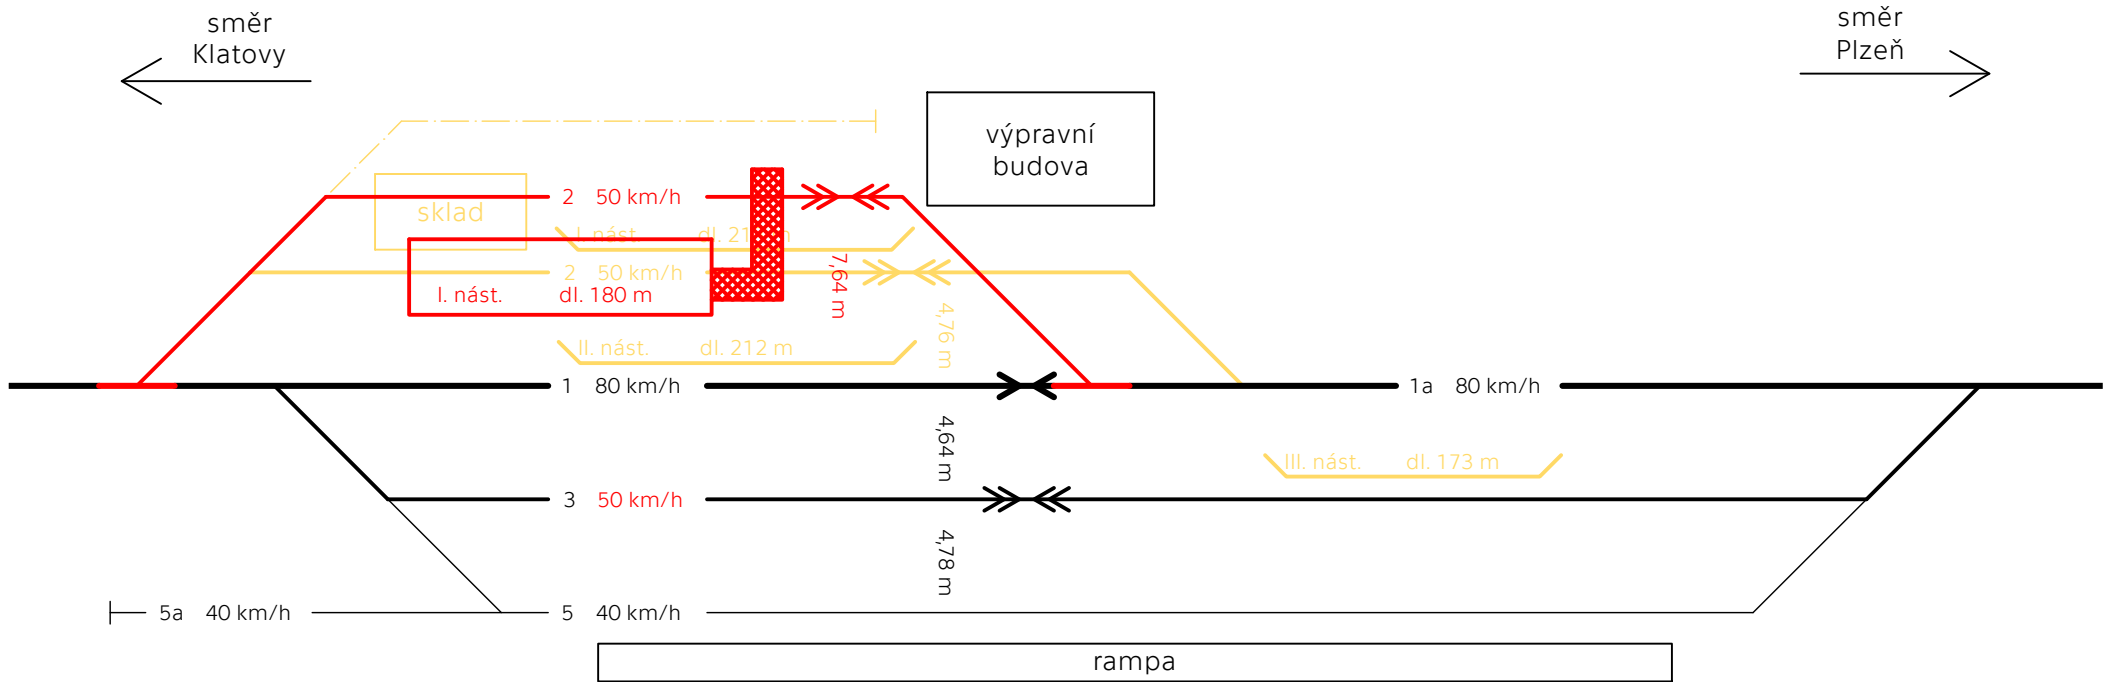 směr
Klatovy
směr
Plzeň
výpravní
budova
2 50 km/h
sklad
I. nást. dl. 21
2 50 km/h
7,64 m
I. nást. dl. 180 m
4,76 m
II. nást. dl. 212 m
1 80 km/h
1a 80 km/h
4,64 m
III. nást. dl. 173 m
3 50 km/h
4,78 m
5a 40 km/h
5 40 km/h
rampa